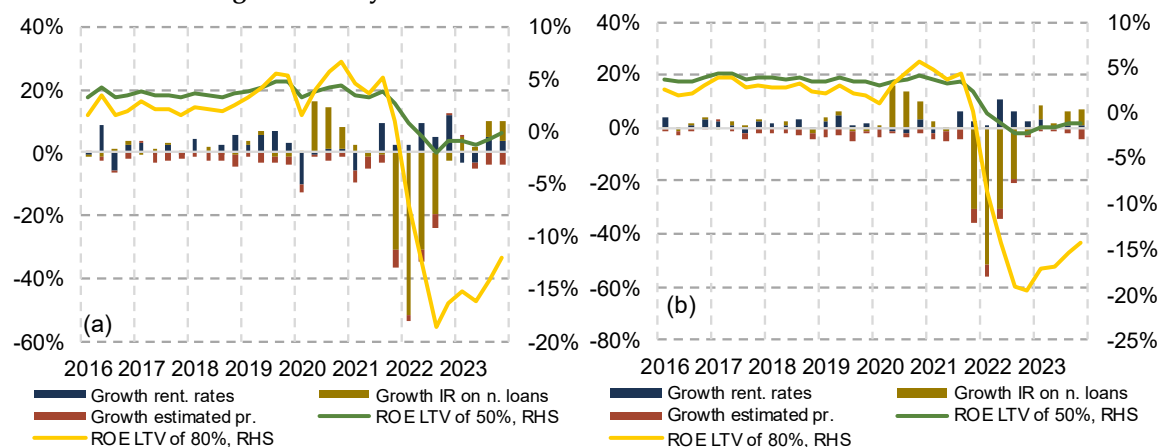 40%
20%
0%
-20%
-40%
-60%
10%
5%
0%
-5%
-10%
-15%
-20%
(a)
2016 2017 2018 2019 2020 2021 2022 2023
Growth rent. rates
Growth IR on n. loans
Growth estimated pr.
ROE LTV of 50%, RHS
ROE LTV of 80%, RHS
40%
20%
0%
-20%
-40%
-60%
-80%
10%
5%
0%
-5%
-10%
-15%
-20%
-25%
(b)
2016 2017 2018 2019 2020 2021 2022 2023
Growth rent. rates
Growth IR on n. loans
Growth estimated pr.
ROE LTV of 50%, RHS
ROE LTV of 80%, RHS